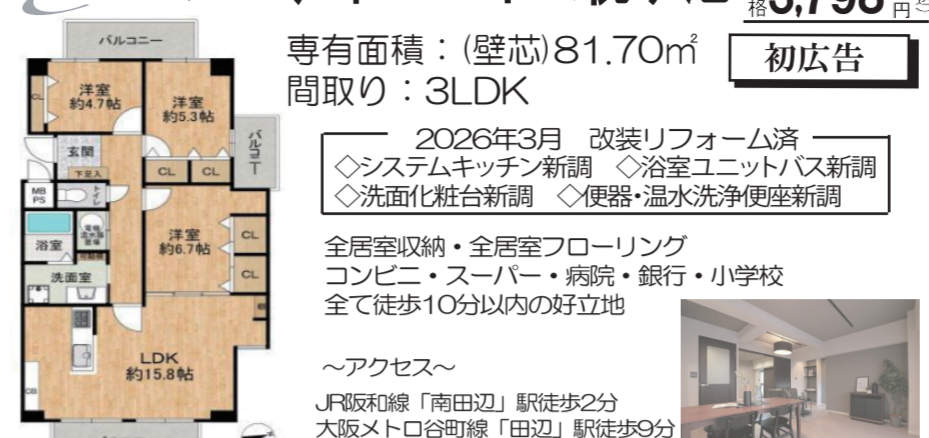 格3,798円
専有面積：(壁芯)81.70㎡
間取り：3LDK
初広告
2026年3月　改装リフォーム済
◇システムキッチン新調　◇浴室ユニットバス新調
◇洗面化粧台新調　◇便器・温水洗浄便座新調
全居室収納・全居室フローリング
コンビニ・スーパー・病院・銀行・小学校
全て徒歩10分以内の好立地
～アクセス～
JR阪和線「南田辺」駅徒歩2分
大阪メトロ谷町線「田辺」駅徒歩9分
バルコニー
洋室
約4.7帖
CL
洋室
約5.3帖
バルコニー
玄関
下足入
CL
CL
MB
PS
トイレ
浴室
洋室
約6.7帖
CL
CL
洗面室
LDK
約15.8帖